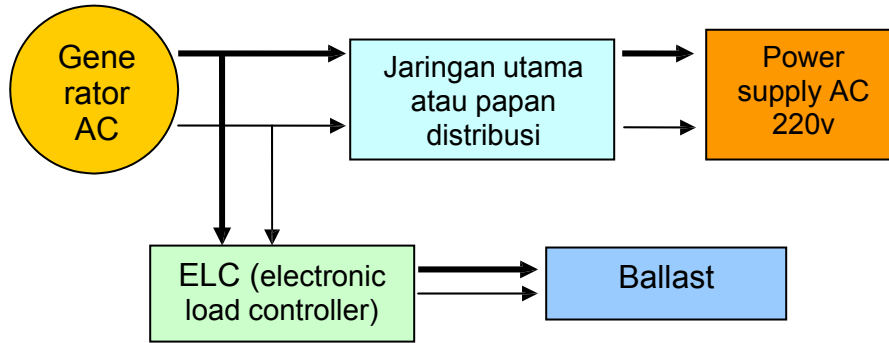 Gene
rator
AC
Jaringan utama
atau papan
distribusi
Power
supply AC
220v
ELC (electronic
load controller)
Ballast